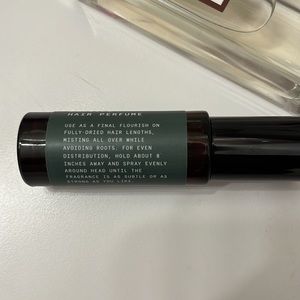 HAIR PERFUME
USE AS A FINAL FLOURISH ON
FULLY-DRIED HAIR LENGTHS,
MISTING ALL OVER WHILE
AVOIDING ROOTS. FOR EVEN
DISTRIBUTION, HOLD ABOUT 8
INCHES AWAY AND SPRAY EVENLY
AROUND HEAD UNTIL THE
FRAGRANCE IS AS SUBTLE OR AS
STRONG AS YOU LIKE.